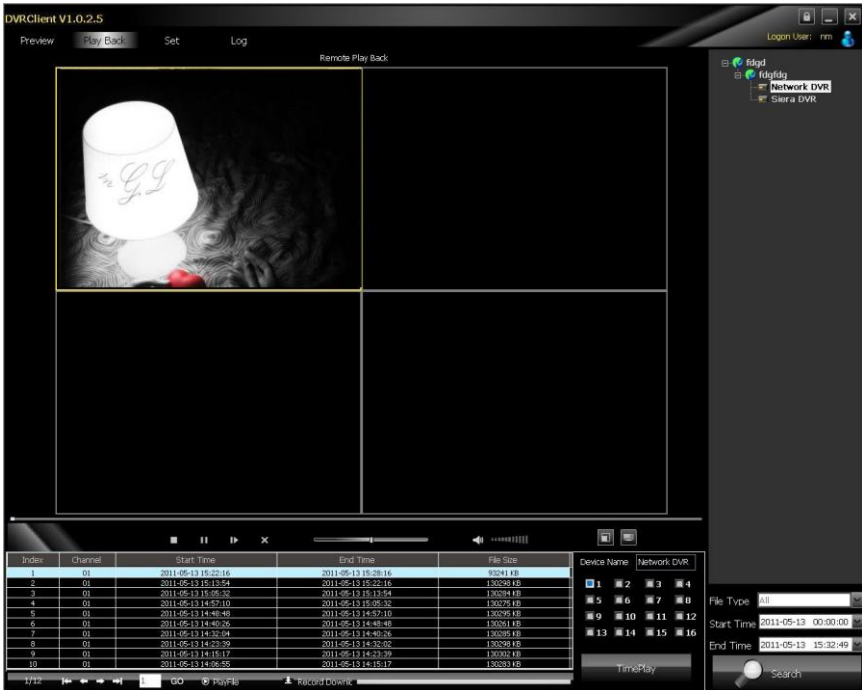 DVRClient V1.0.2.5
Preview Play Back Set Log
Logon User: nm
Remote Play Back
fdgd
fdgfdg
Network DVR
Siera DVR
GL
Index Channel Start Time End Time File Size
1 01 2011-05-13 15:22:16 2011-05-13 15:28:16 93241 KB
2 01 2011-05-13 15:13:54 2011-05-13 15:22:16 130298 KB
3 01 2011-05-13 15:05:32 2011-05-13 15:13:54 130284 KB
4 01 2011-05-13 14:57:10 2011-05-13 15:05:32 130275 KB
5 01 2011-05-13 14:48:48 2011-05-13 14:57:10 130295 KB
6 01 2011-05-13 14:40:26 2011-05-13 14:48:48 130261 KB
7 01 2011-05-13 14:32:04 2011-05-13 14:40:26 130285 KB
8 01 2011-05-13 14:23:39 2011-05-13 14:32:02 130298 KB
9 01 2011-05-13 14:15:17 2011-05-13 14:23:39 130302 KB
10 01 2011-05-13 14:06:55 2011-05-13 14:15:17 130283 KB
1/12 1 GO PlayFile Record Downlc
Device Name Network DVR
1 2 3 4
5 6 7 8
9 10 11 12
13 14 15 16
TimePlay
File Type All
Start Time 2011-05-13 00:00:00
End Time 2011-05-13 15:32:49
Search